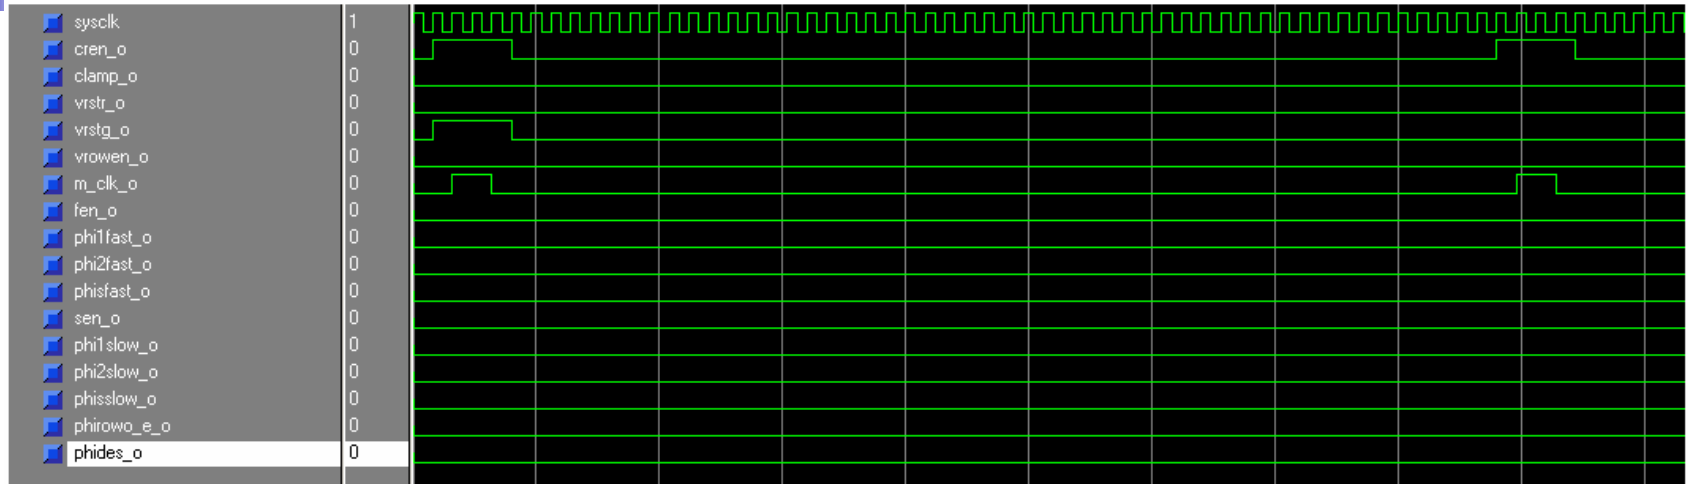 sysclk 1
cren_o 0
clamp_o 0
vrstr_o 0
vrstg_o 0
vrowen_o 0
m_clk_o 0
fen_o 0
phi1fast_o 0
phi2fast_o 0
phisfast_o 0
sen_o 0
phi1slow_o 0
phi2slow_o 0
phisslow_o 0
phirowo_e_o 0
phides_o 0